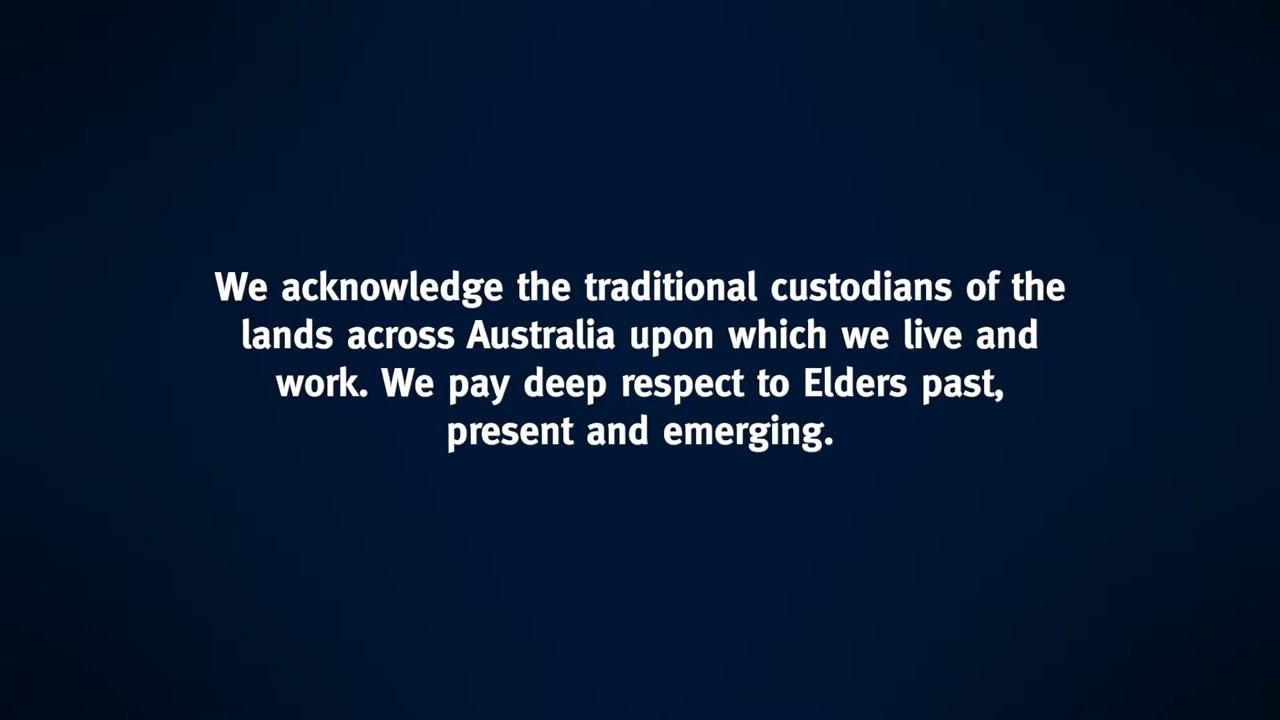 We acknowledge the traditional custodians of the
lands across Australia upon which we live and
work. We pay deep respect to Elders past,
present and emerging.